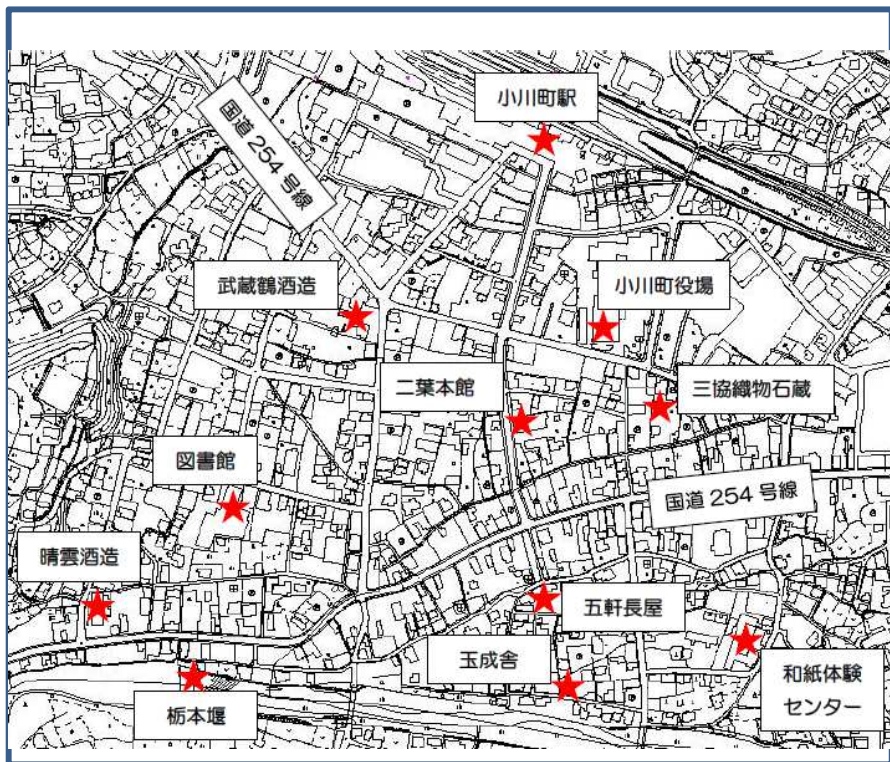 小川町駅
国道254号線
武蔵鶴酒造
小川町役場
二葉本館
三協織物石蔵
図書館
国道254号線
晴雲酒造
五軒長屋
玉成舎
和紙体験
センター
栃本堰